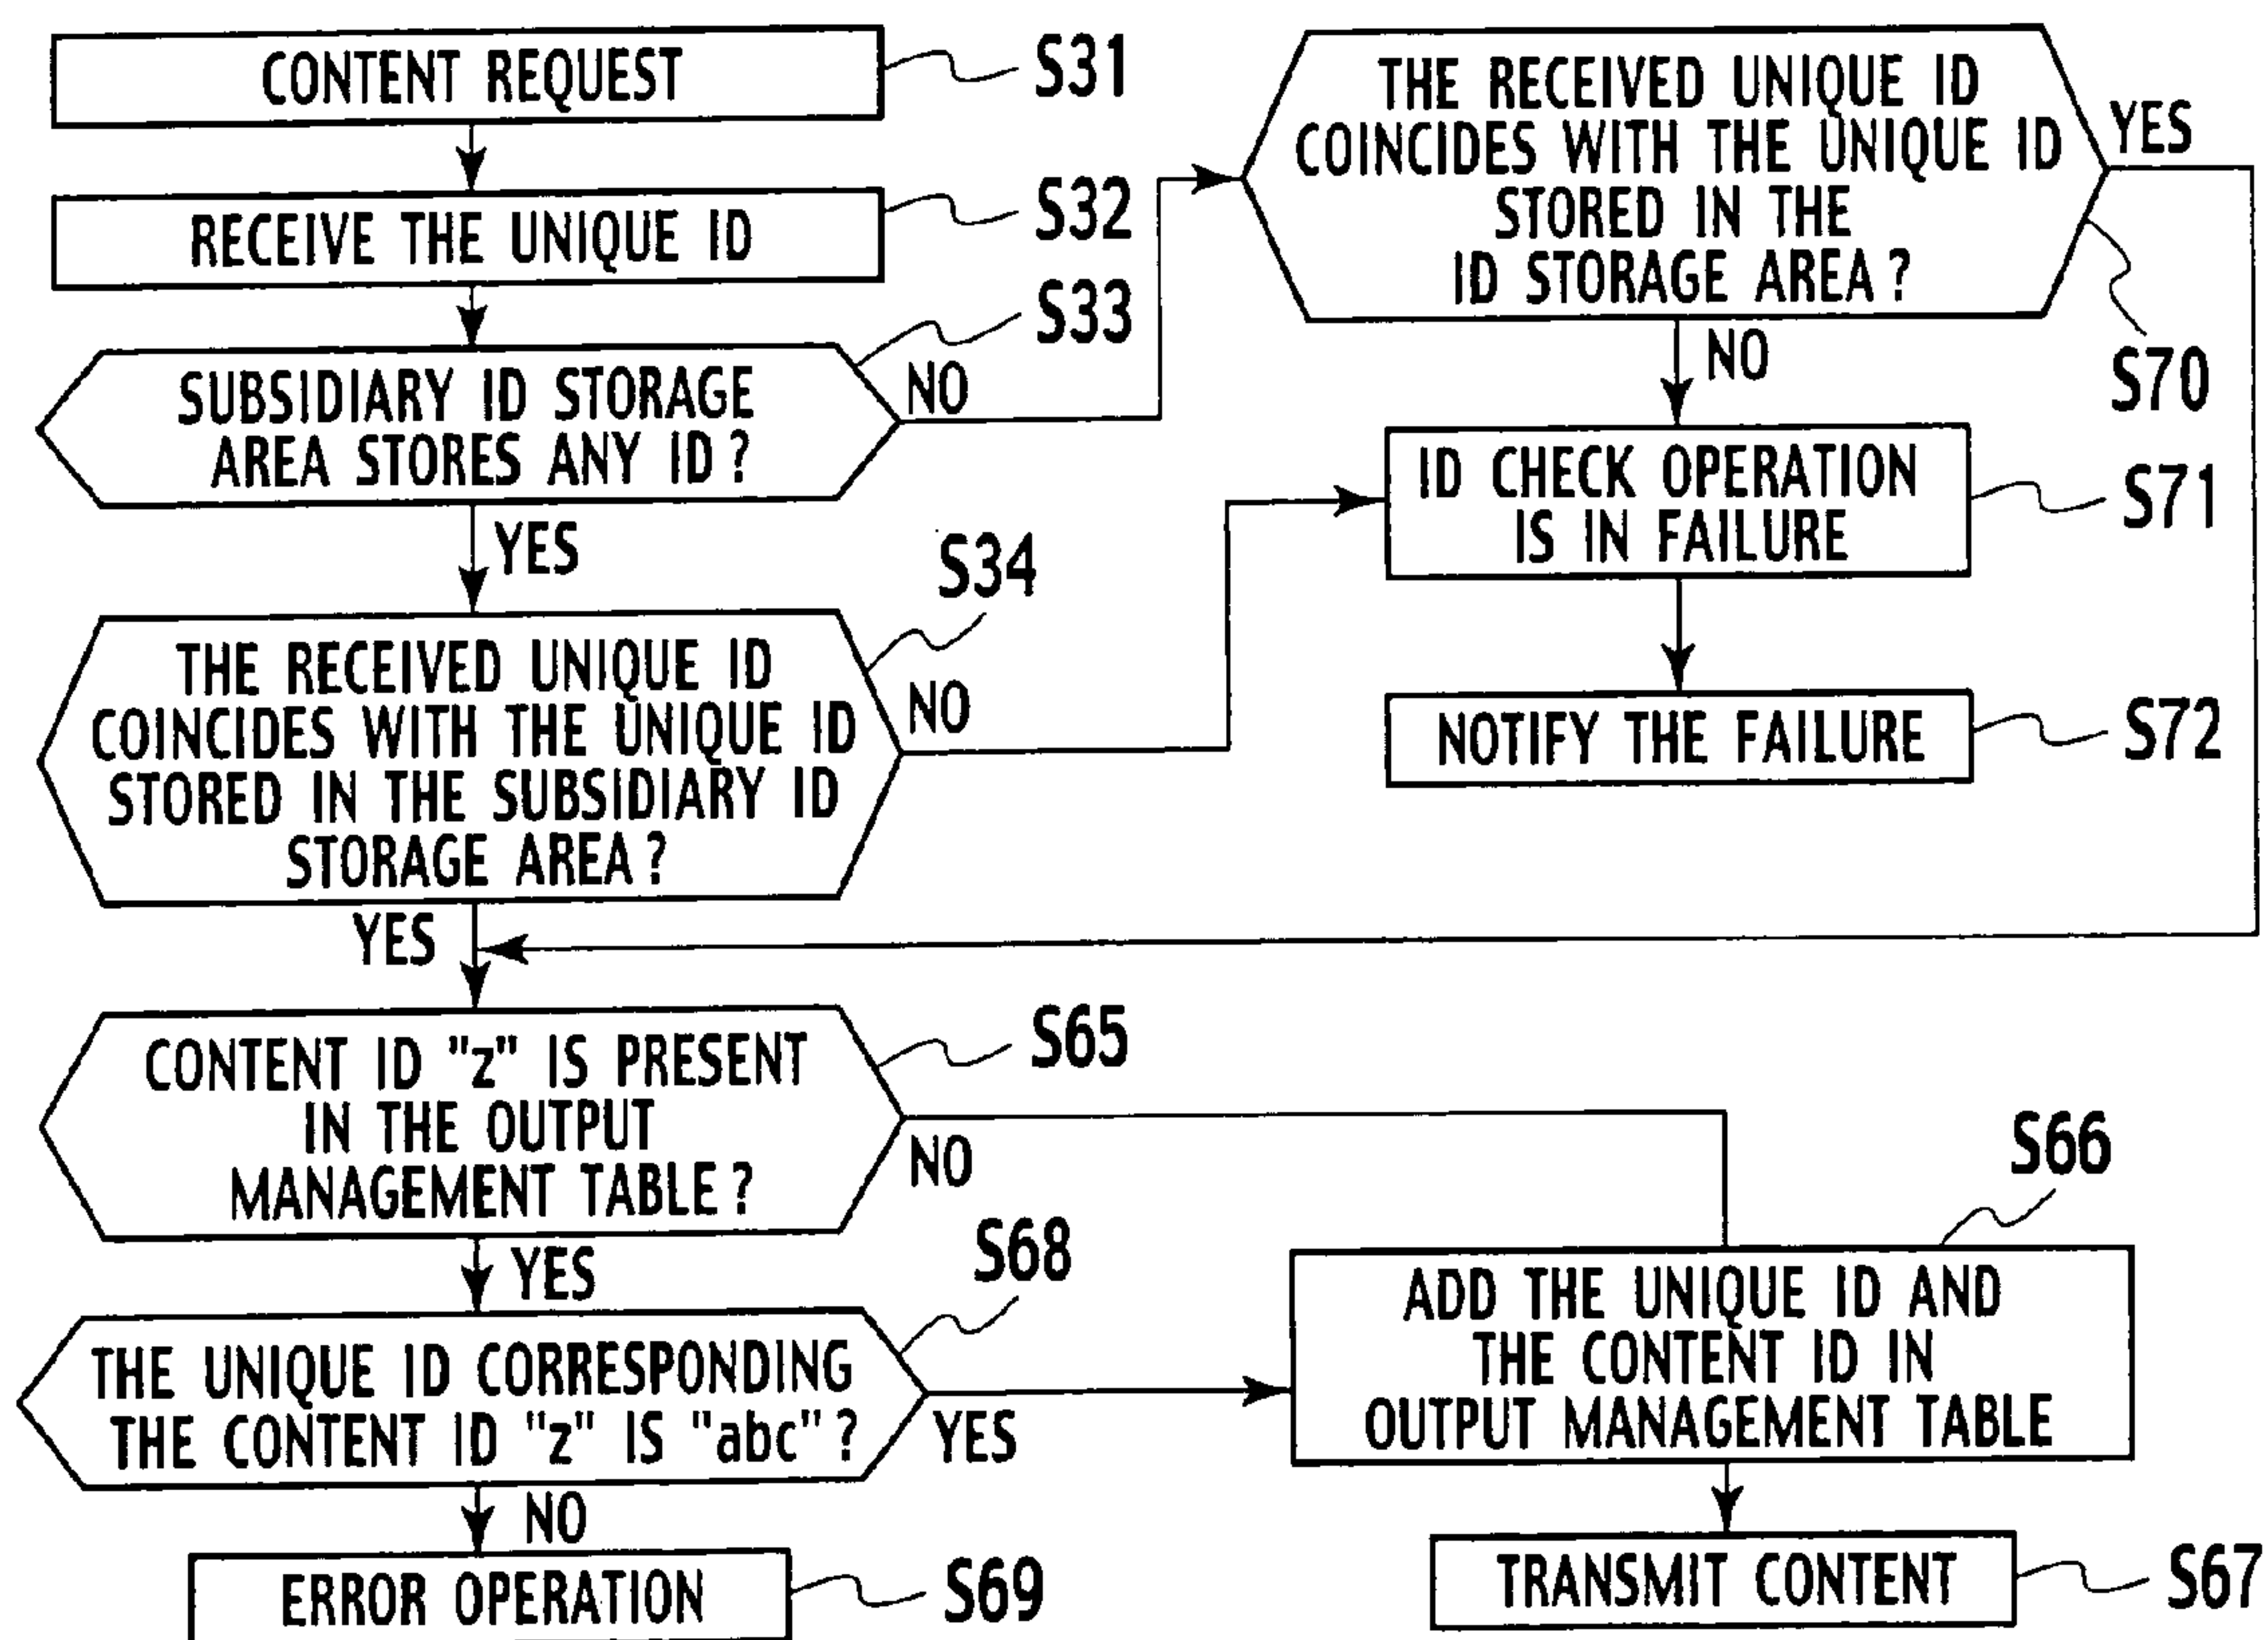 CONTENT REQUEST
S31
RECEIVE THE UNIQUE ID
S32
SUBSIDIARY ID STORAGE
AREA STORES ANY ID?
S33
NO
YES
THE RECEIVED UNIQUE ID
COINCIDES WITH THE UNIQUE ID
STORED IN THE SUBSIDIARY ID
STORAGE AREA?
S34
NO
YES
THE RECEIVED UNIQUE ID
COINCIDES WITH THE UNIQUE ID
STORED IN THE
ID STORAGE AREA?
YES
S70
NO
ID CHECK OPERATION
IS IN FAILURE
S71
NOTIFY THE FAILURE
S72
CONTENT ID "z" IS PRESENT
IN THE OUTPUT
MANAGEMENT TABLE?
S65
NO
YES
THE UNIQUE ID CORRESPONDING
THE CONTENT ID "z" IS "abc"?
S68
YES
NO
ERROR OPERATION
S69
ADD THE UNIQUE ID AND
THE CONTENT ID IN
OUTPUT MANAGEMENT TABLE
S66
TRANSMIT CONTENT
S67